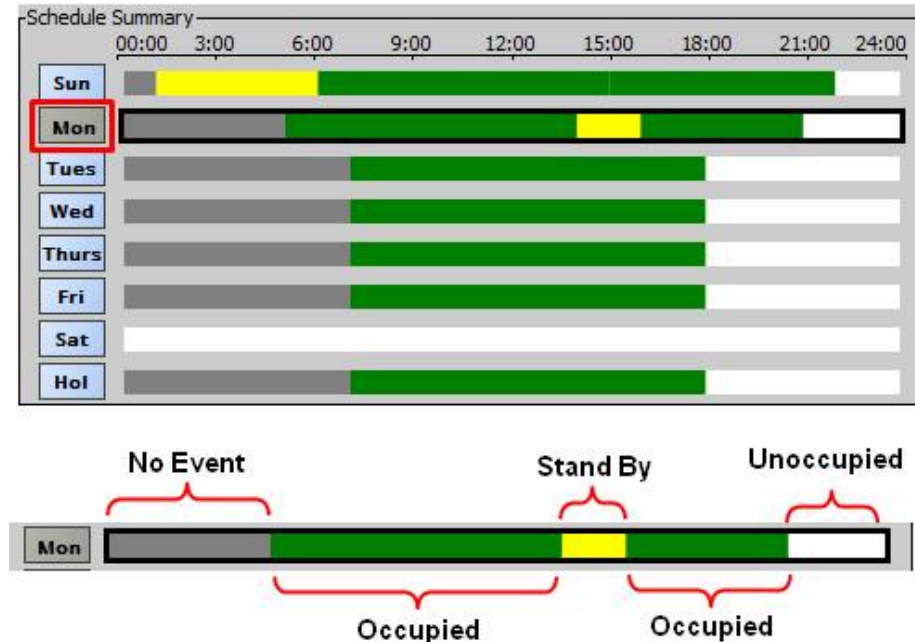 Schedule Summary
00:00 3:00 6:00 9:00 12:00 15:00 18:00 21:00 24:00
Sun
Mon
Tues
Wed
Thurs
Fri
Sat
Hol
No Event Stand By Unoccupied
Mon
Occupied Occupied